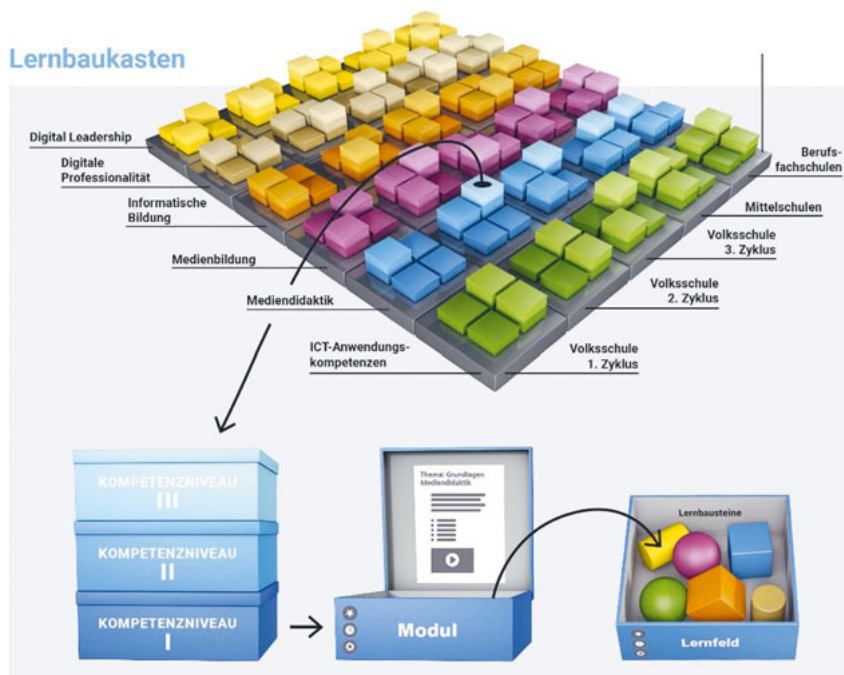 Lernbaukasten
Digital Leadership
Digitale
Professionalität
Informatische
Bildung
Medienbildung
Mediendidaktik
ICT-Anwendungs-
kompetenzen
Berufs-
fachschulen
Mittelschulen
Volksschule
3. Zyklus
Volksschule
2. Zyklus
Volksschule
1. Zyklus
KOMPETENZNIVEAU
III
KOMPETENZNIVEAU
II
KOMPETENZNIVEAU
I
Thema: Grundlagen
Mediendidaktik
Modul
Lernbausteine
Lernfeld